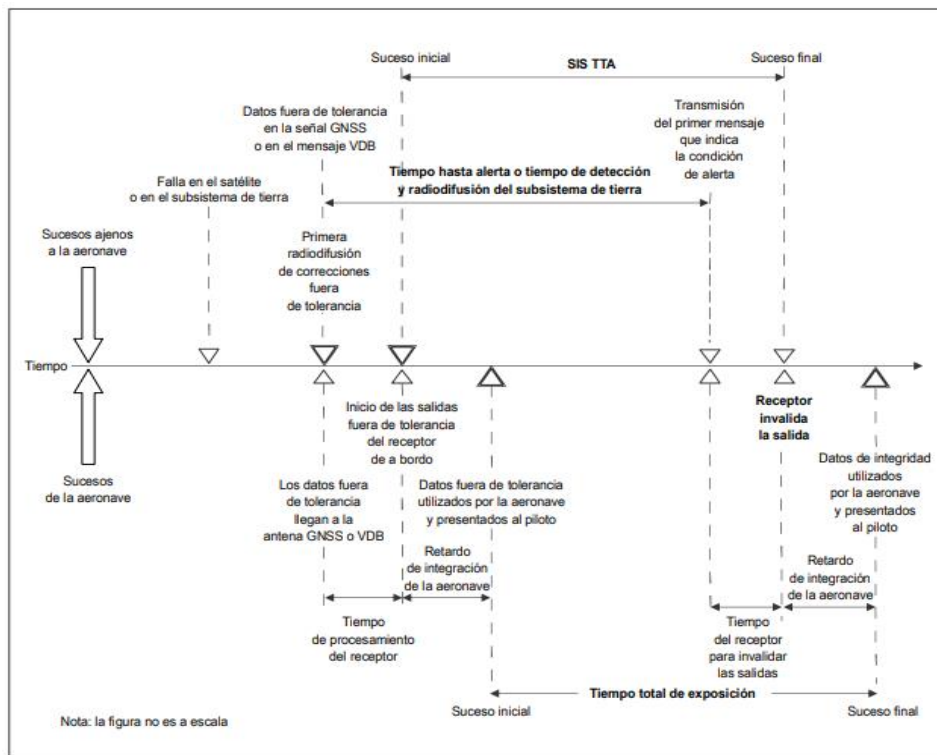 Suceso inicial
Suceso final
SIS TTA
Datos fuera de tolerancia
en la señal GNSS
o en el mensaje VDB
Transmisión
del primer mensaje
que indica
la condición
de alerta
Tiempo hasta alerta o tiempo de detección
y radiodifusión del subsistema de tierra
Falla en el satélite
o en el subsistema de tierra
Sucesos ajenos
a la aeronave
Primera
radiodifusión
de correcciones
fuera
de tolerancia
Tiempo
Inicio de las salidas
fuera de tolerancia
del receptor
de a bordo
Receptor
invalida
la salida
Sucesos
de la aeronave
Los datos fuera
de tolerancia
llegan a la
antena GNSS o VDB
Datos fuera de tolerancia
utilizados por la aeronave
y presentados al piloto
Datos de integridad
utilizados
por la aeronave
y presentados
al piloto
Retardo
de integración
de la aeronave
Retardo
de integración
de la aeronave
Tiempo
de procesamiento
del receptor
Tiempo
del receptor
para invalidar
las salidas
Tiempo total de exposición
Suceso inicial
Suceso final
Nota: la figura no es a escala